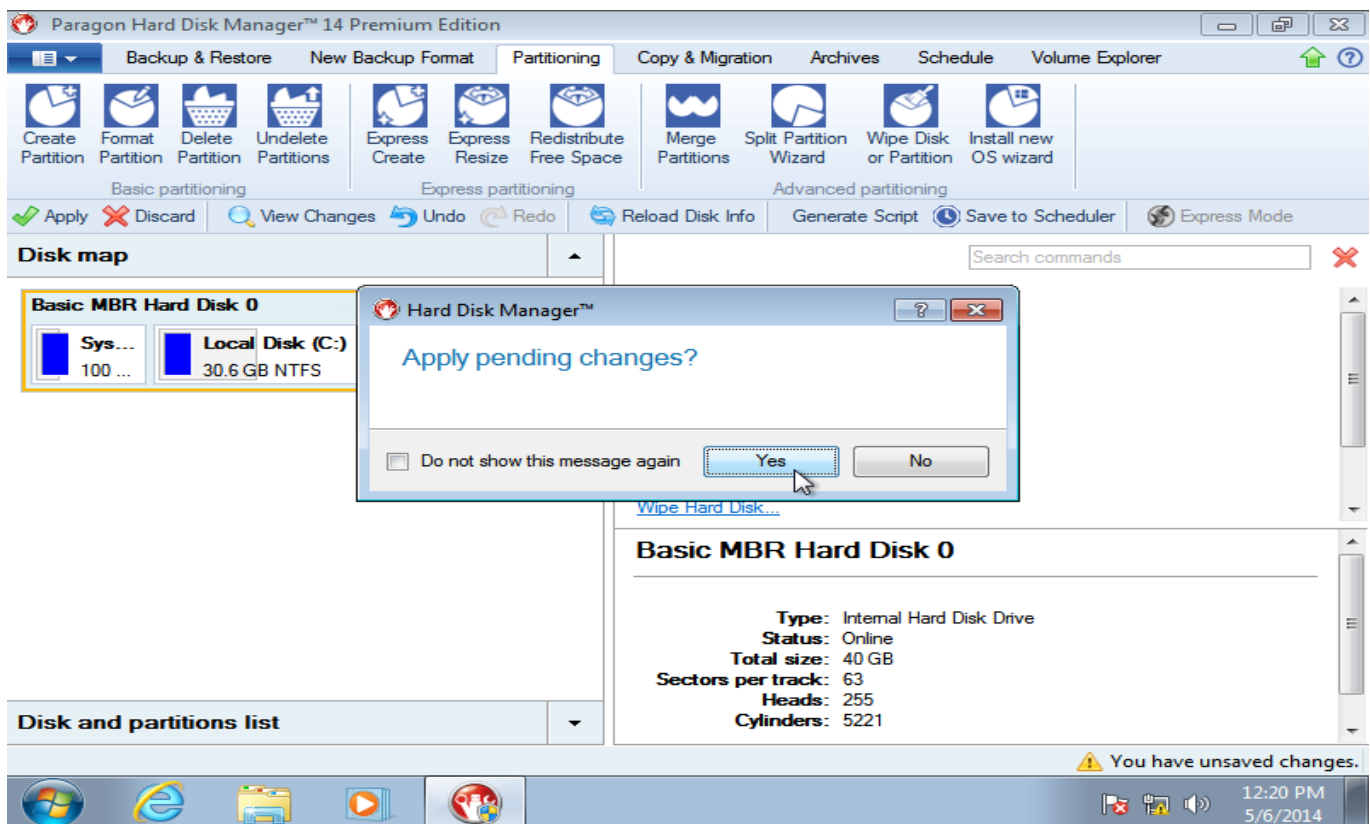 Paragon Hard Disk Manager™ 14 Premium Edition
Backup & Restore New Backup Format Partitioning Copy & Migration Archives Schedule Volume Explorer
Create Partition
Format Partition
Delete Partition
Undelete Partitions
Express Create
Express Resize
Redistribute Free Space
Merge Partitions
Split Partition Wizard
Wipe Disk or Partition
Install new OS wizard
Basic partitioning Express partitioning Advanced partitioning
Apply Discard View Changes Undo Redo Reload Disk Info Generate Script Save to Scheduler Express Mode
Disk map
Search commands
Basic MBR Hard Disk 0
Sys...
100 ...
Local Disk (C:)
30.6 GB NTFS
Hard Disk Manager™
Apply pending changes?
Do not show this message again Yes No
Wipe Hard Disk...
Basic MBR Hard Disk 0
Type: Internal Hard Disk Drive
Status: Online
Total size: 40 GB
Sectors per track: 63
Heads: 255
Cylinders: 5221
Disk and partitions list
You have unsaved changes.
12:20 PM
5/6/2014